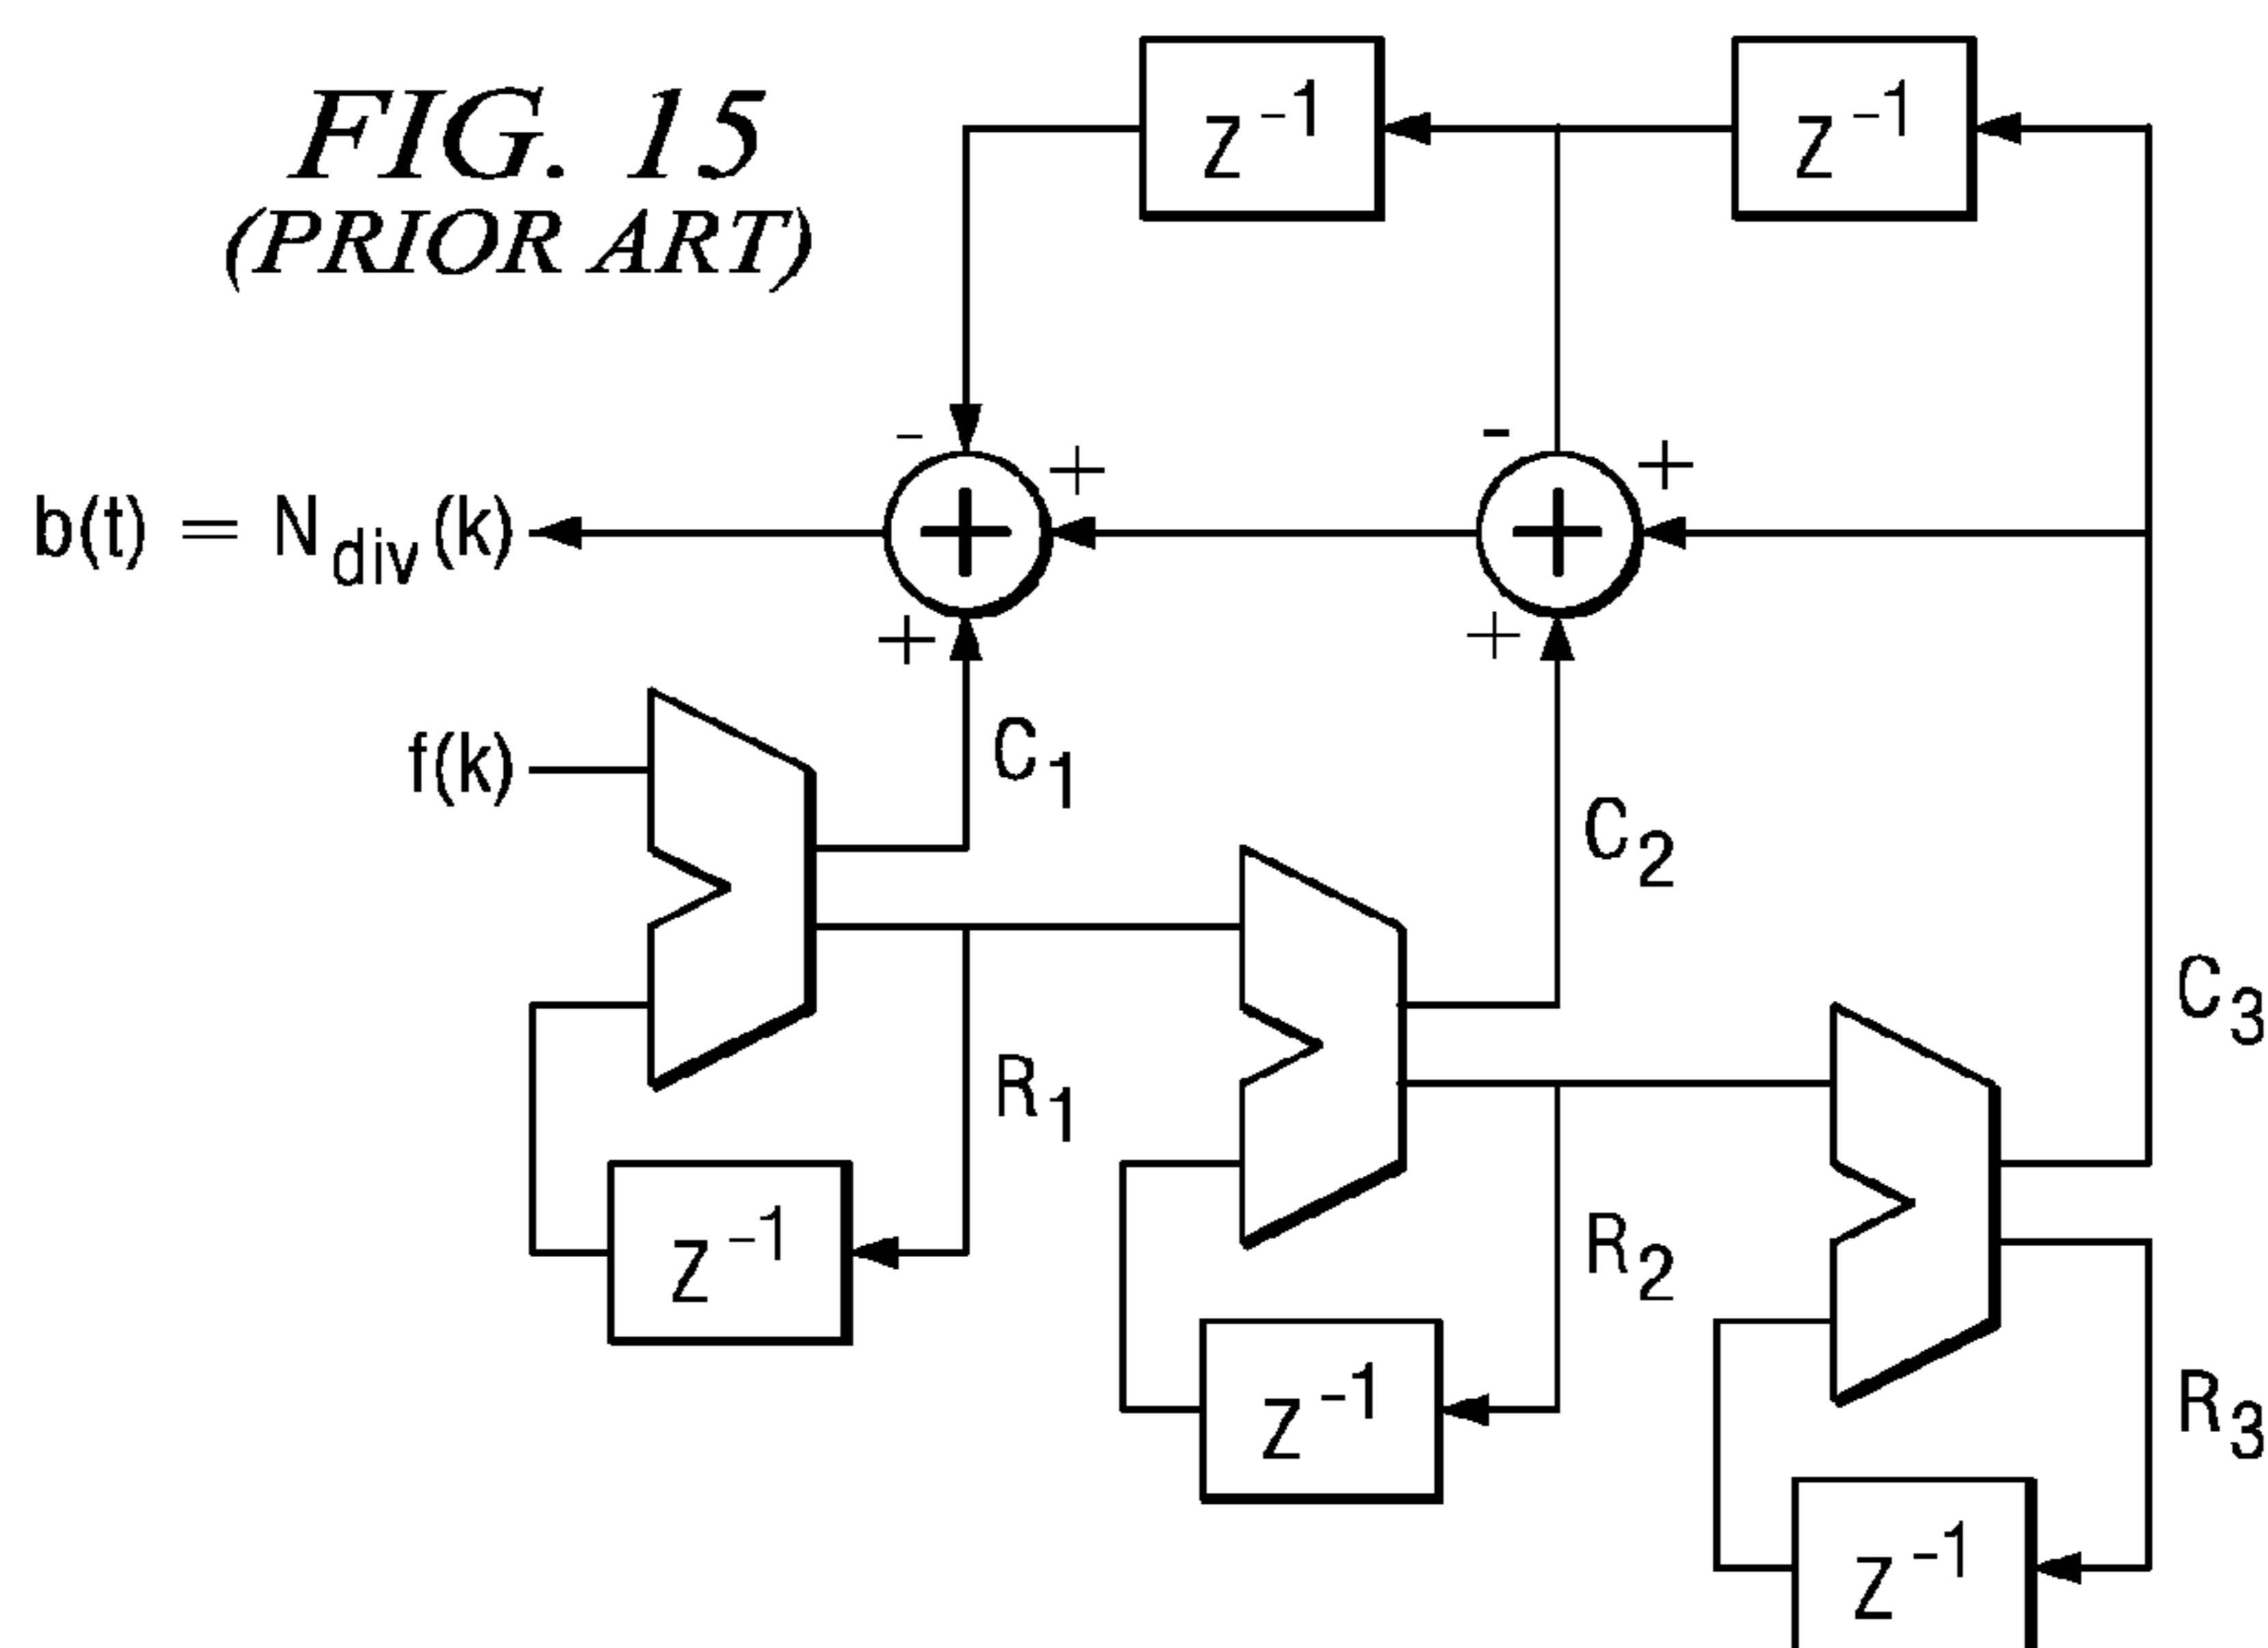 FIG. 15
(PRIOR ART)
z⁻¹
z⁻¹
-
+
-
+
+
+
b(t) = N_div(k)
+
+
f(k)
C₁
C₂
C₃
R₁
R₂
R₃
z⁻¹
z⁻¹
z⁻¹